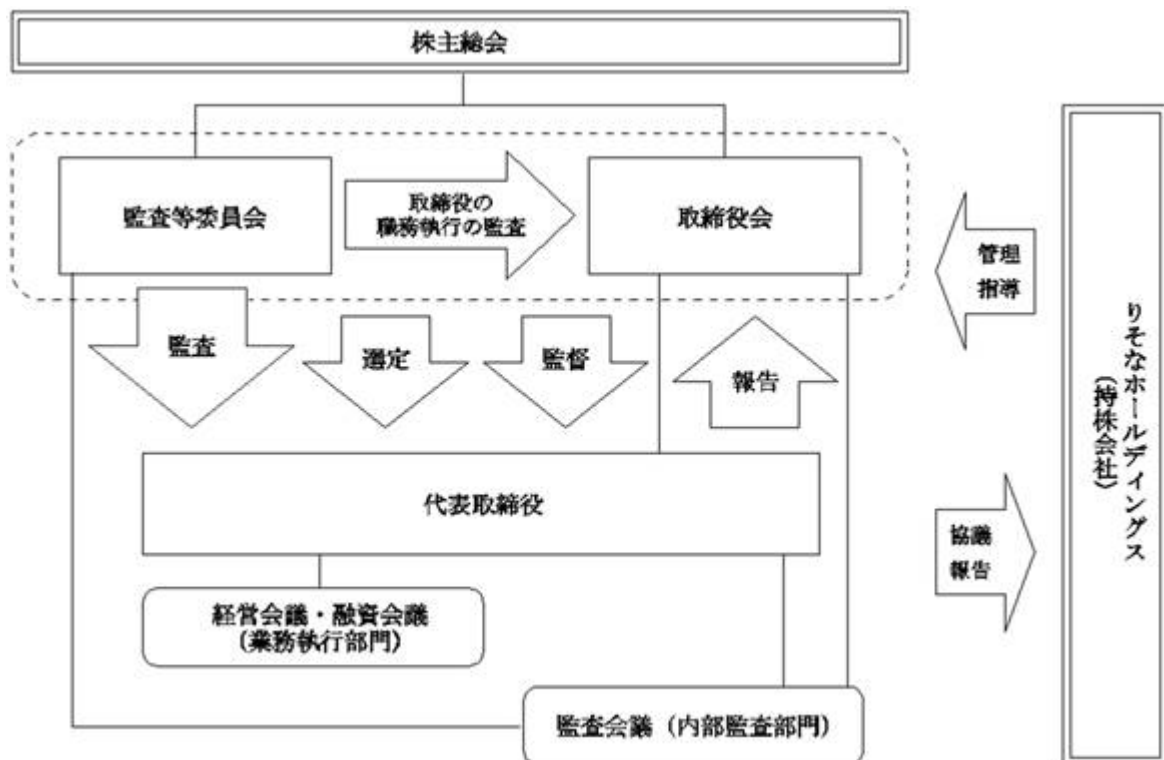 株主総会
監査等委員会
取締役の
職務執行の監査
取締役会
管理
指導
監査
選定
監督
報告
りそなホールディングス
（持株会社）
代表取締役
協議
報告
経営会議・融資会議
（業務執行部門）
監査会議（内部監査部門）